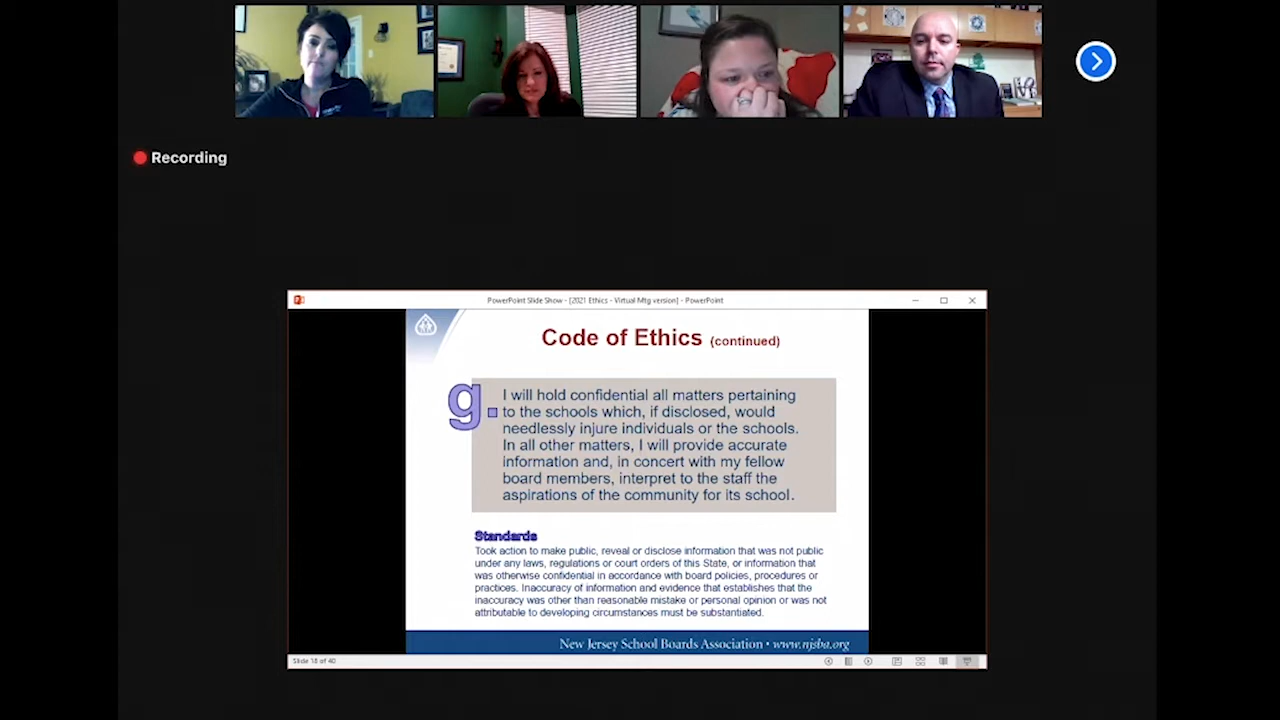 Recording
PowerPoint Slide Show - [2021 Ethics - Virtual Mtg version] - PowerPoint
Code of Ethics (continued)
g. I will hold confidential all matters pertaining
to the schools which, if disclosed, would
needlessly injure individuals or the schools.
In all other matters, I will provide accurate
information and, in concert with my fellow
board members, interpret to the staff the
aspirations of the community for its school.
Standards
Took action to make public, reveal or disclose information that was not public
under any laws, regulations or court orders of this State, or information that
was otherwise confidential in accordance with board policies, procedures or
practices. Inaccuracy of information and evidence that establishes that the
inaccuracy was other than reasonable mistake or personal opinion or was not
attributable to developing circumstances must be substantiated.
New Jersey School Boards Association • www.njsba.org
Slide 18 of 40